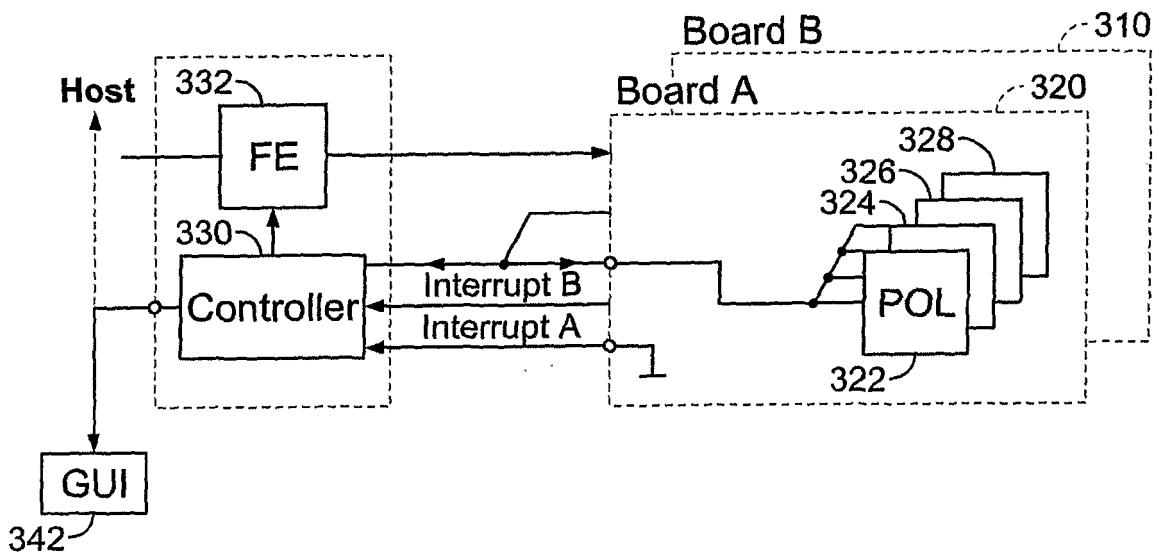 Board B
310
Host
332
Board A
320
FE
328
326
324
330
Controller
Interrupt B
Interrupt A
POL
322
GUI
342